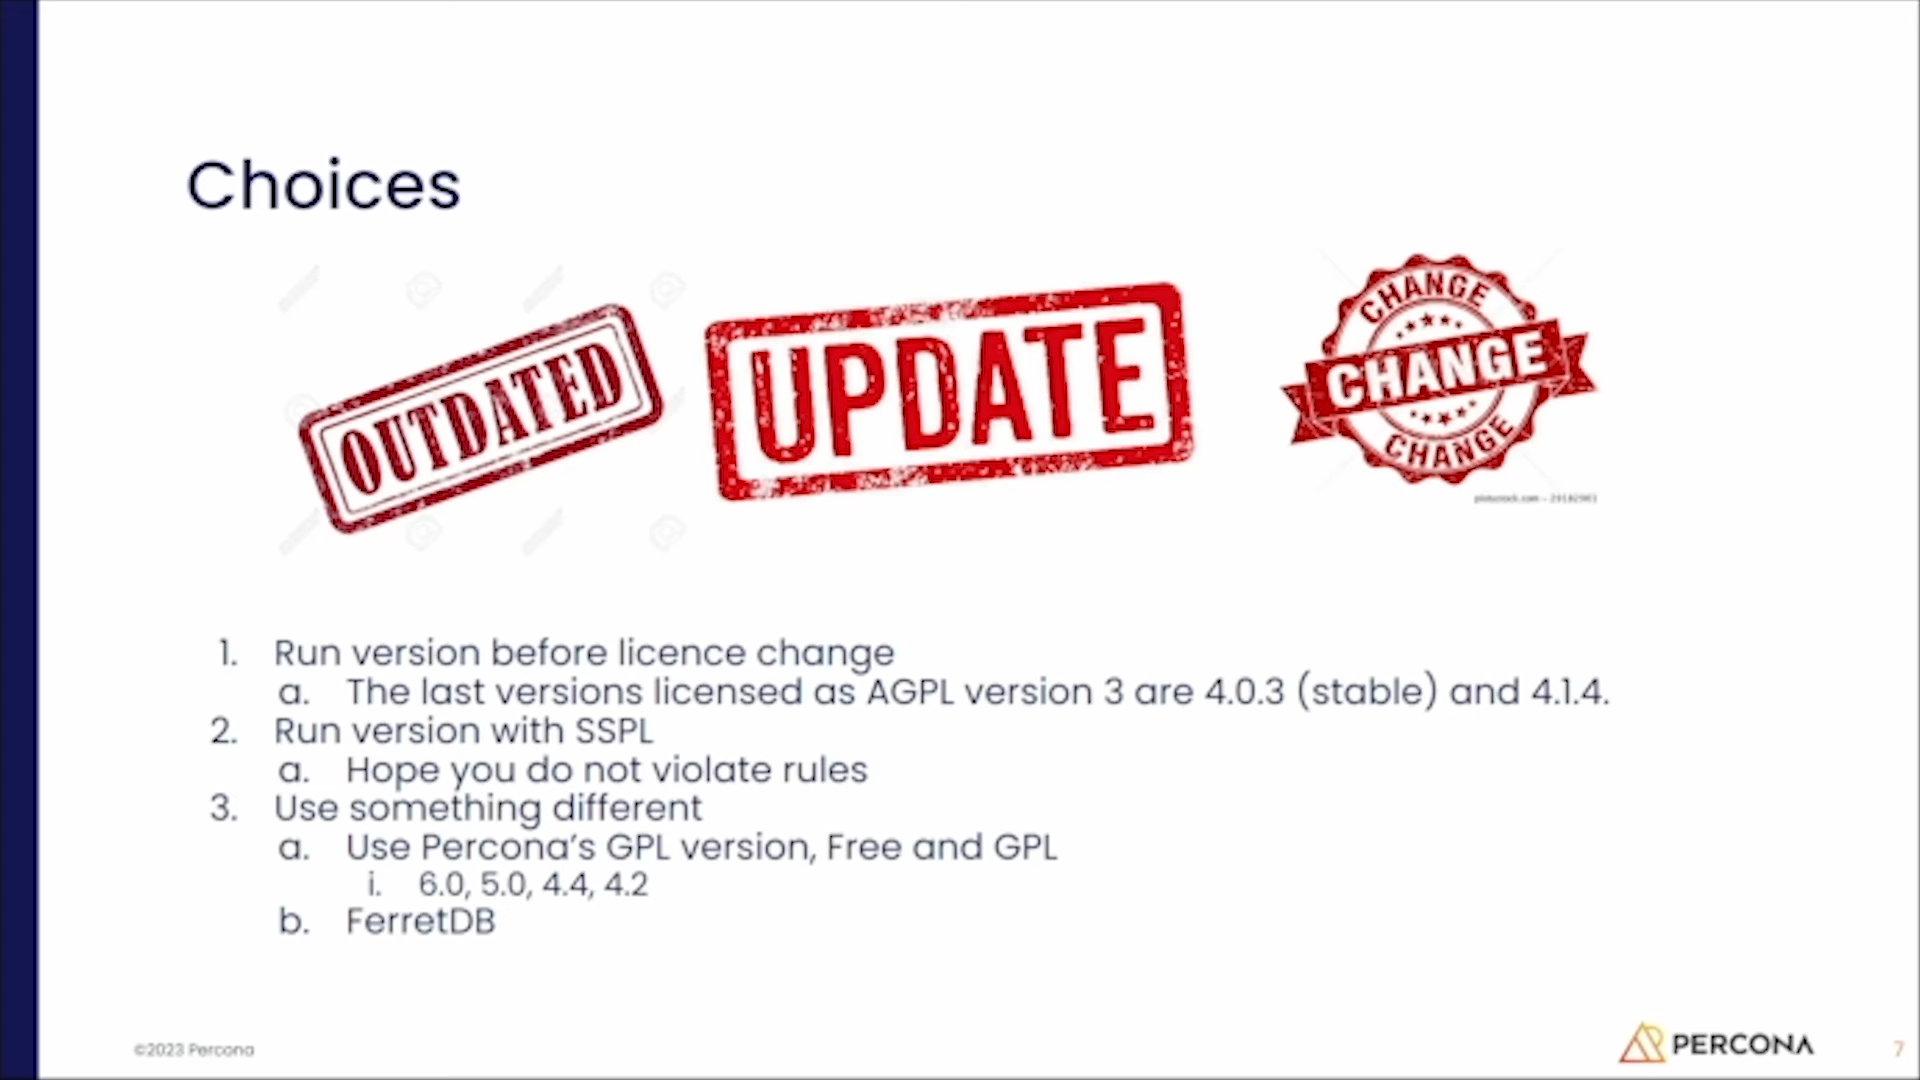 Choices
OUTDATED
UPDATE
CHANGE
CHANGE
CHANGE
1. Run version before licence change
a. The last versions licensed as AGPL version 3 are 4.0.3 (stable) and 4.1.4.
2. Run version with SSPL
a. Hope you do not violate rules
3. Use something different
a. Use Percona’s GPL version, Free and GPL
i. 6.0, 5.0, 4.4, 4.2
b. FerretDB
©2023 Percona
PERCONA
7